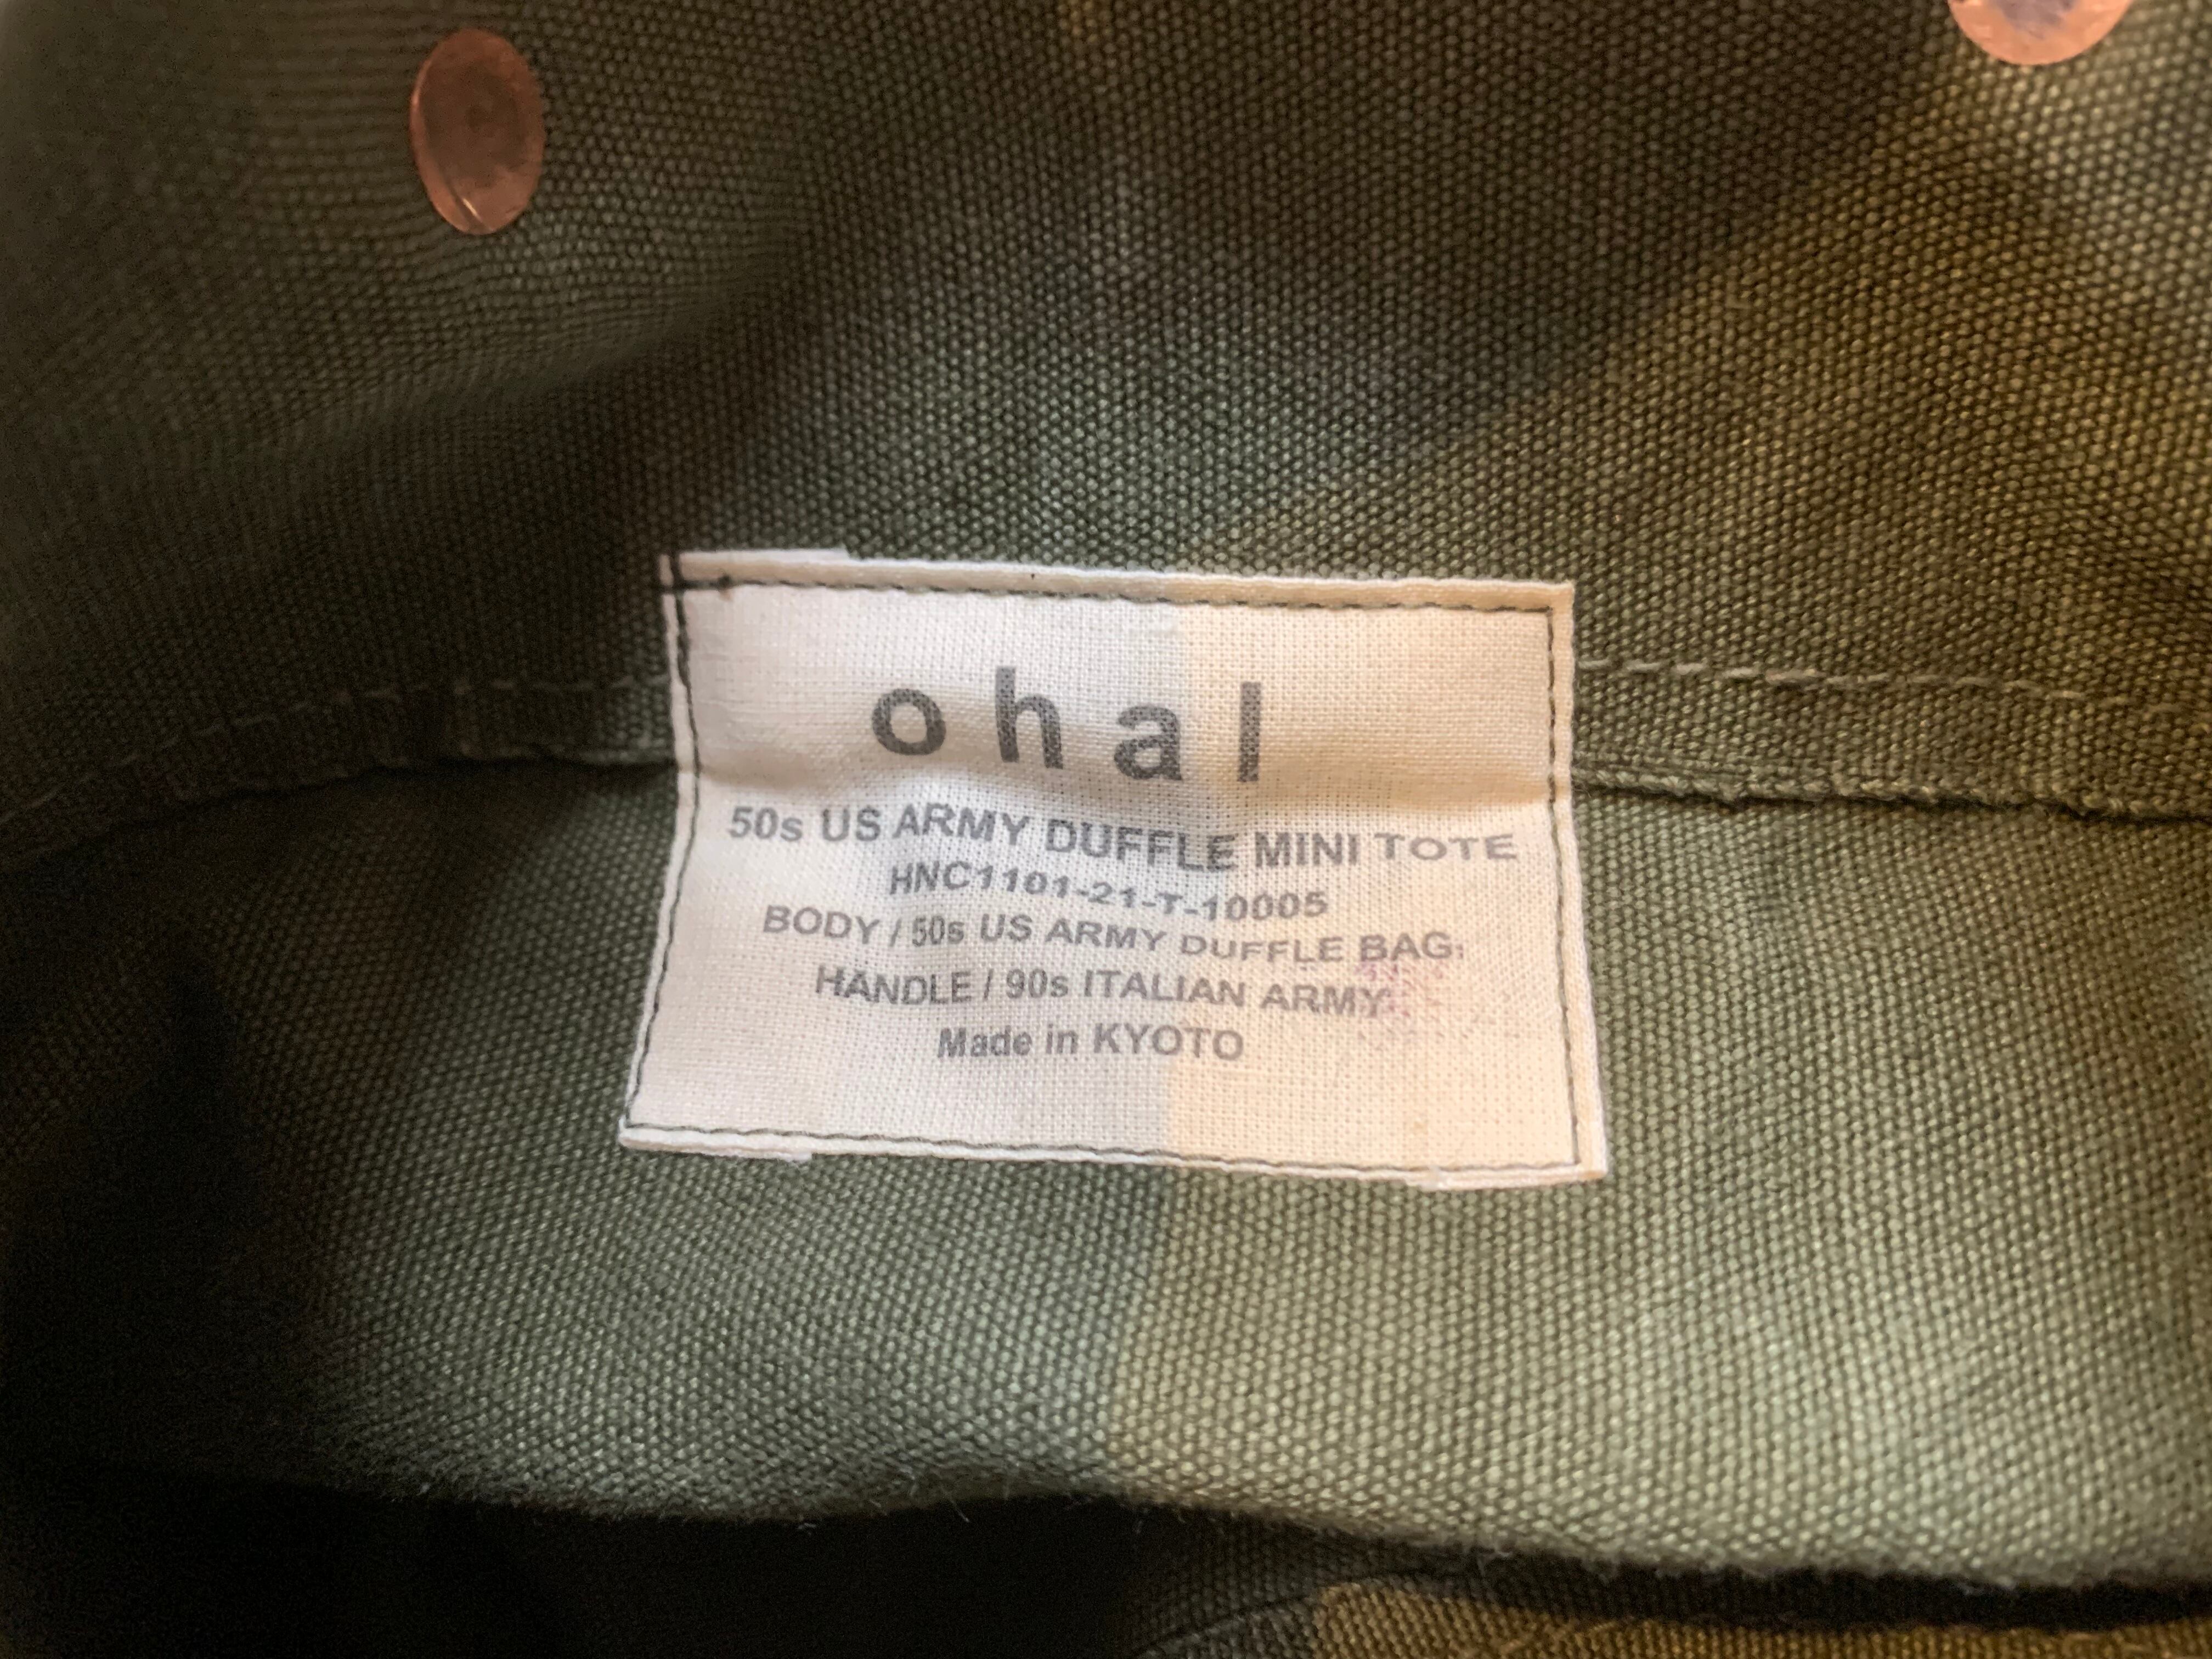 ohal
50s US ARMY DUFFLE MINI TOTE
HNC1101-21-T-10005
BODY / 50s US ARMY DUFFLE BAG,
HANDLE / 90s ITALIAN ARMY
Made in KYOTO